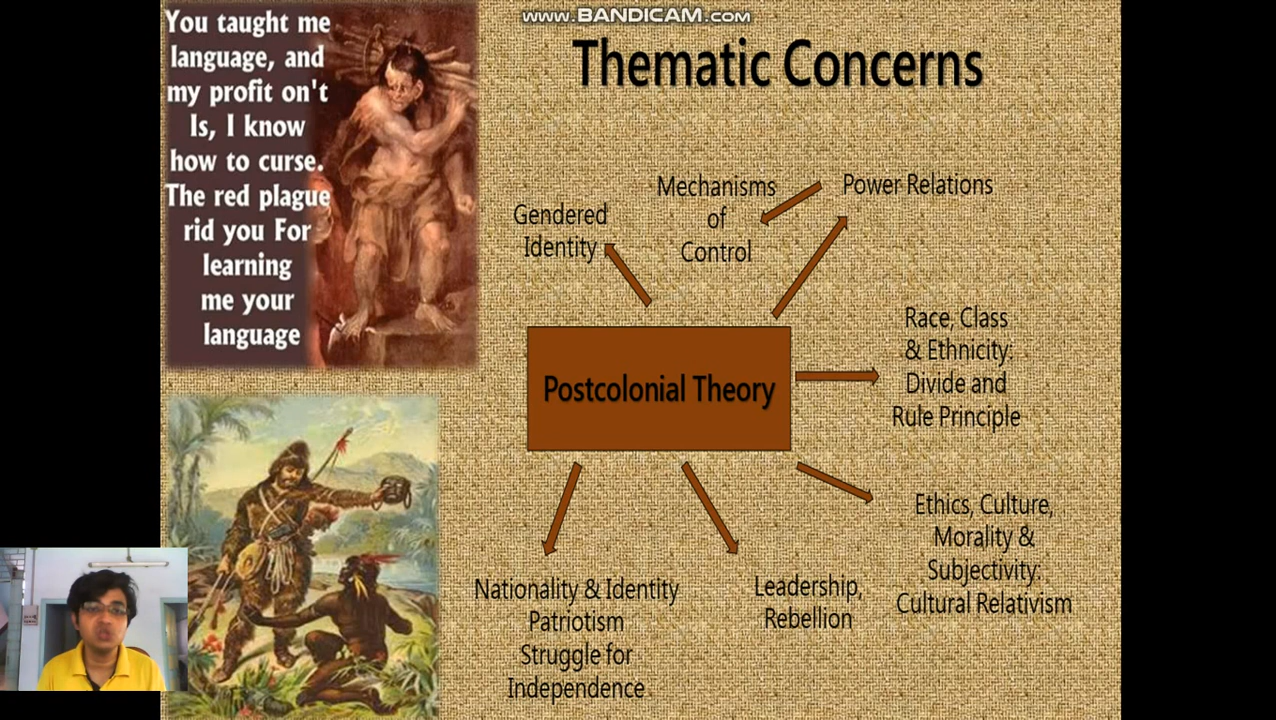 www.BANDICAM.com
You taught me
language, and
my profit on't
Is, I know
how to curse.
The red plague
rid you For
learning
me your
language
Thematic Concerns
Gendered
Identity
Mechanisms
of
Control
Power Relations
Race, Class
& Ethnicity:
Divide and
Rule Principle
Postcolonial Theory
Ethics, Culture,
Morality &
Subjectivity:
Cultural Relativism
Leadership,
Rebellion
Nationality & Identity
Patriotism
Struggle for
Independence